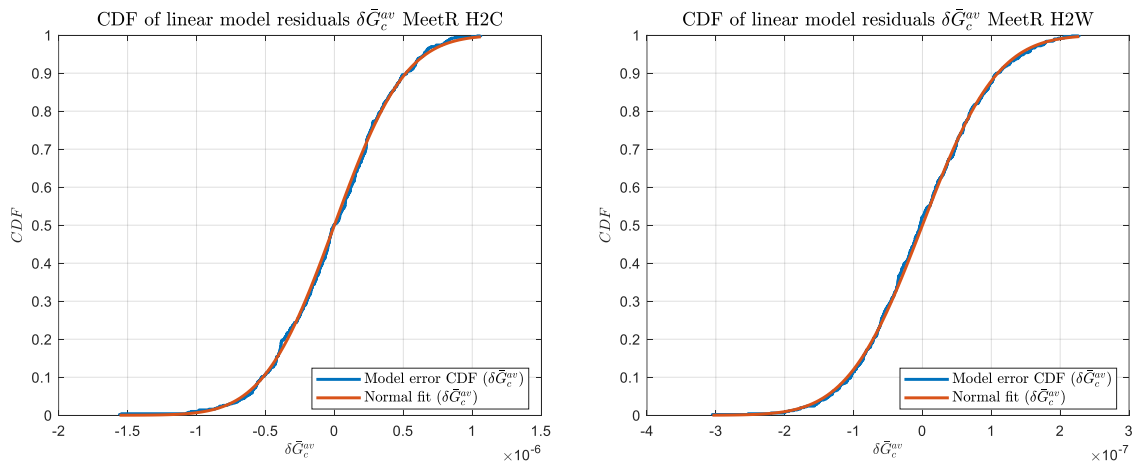 CDF of linear model residuals δḠ_c^{av} MeetR H2C
1
0.9
0.8
0.7
0.6
0.5
0.4
0.3
0.2
0.1
0
CDF
-2 -1.5 -1 -0.5 0 0.5 1 1.5
δḠ_c^{av}
×10^{-6}
Model error CDF (δḠ_c^{av})
Normal fit (δḠ_c^{av})
CDF of linear model residuals δḠ_c^{av} MeetR H2W
1
0.9
0.8
0.7
0.6
0.5
0.4
0.3
0.2
0.1
0
CDF
-4 -3 -2 -1 0 1 2 3
δḠ_c^{av}
×10^{-7}
Model error CDF (δḠ_c^{av})
Normal fit (δḠ_c^{av})